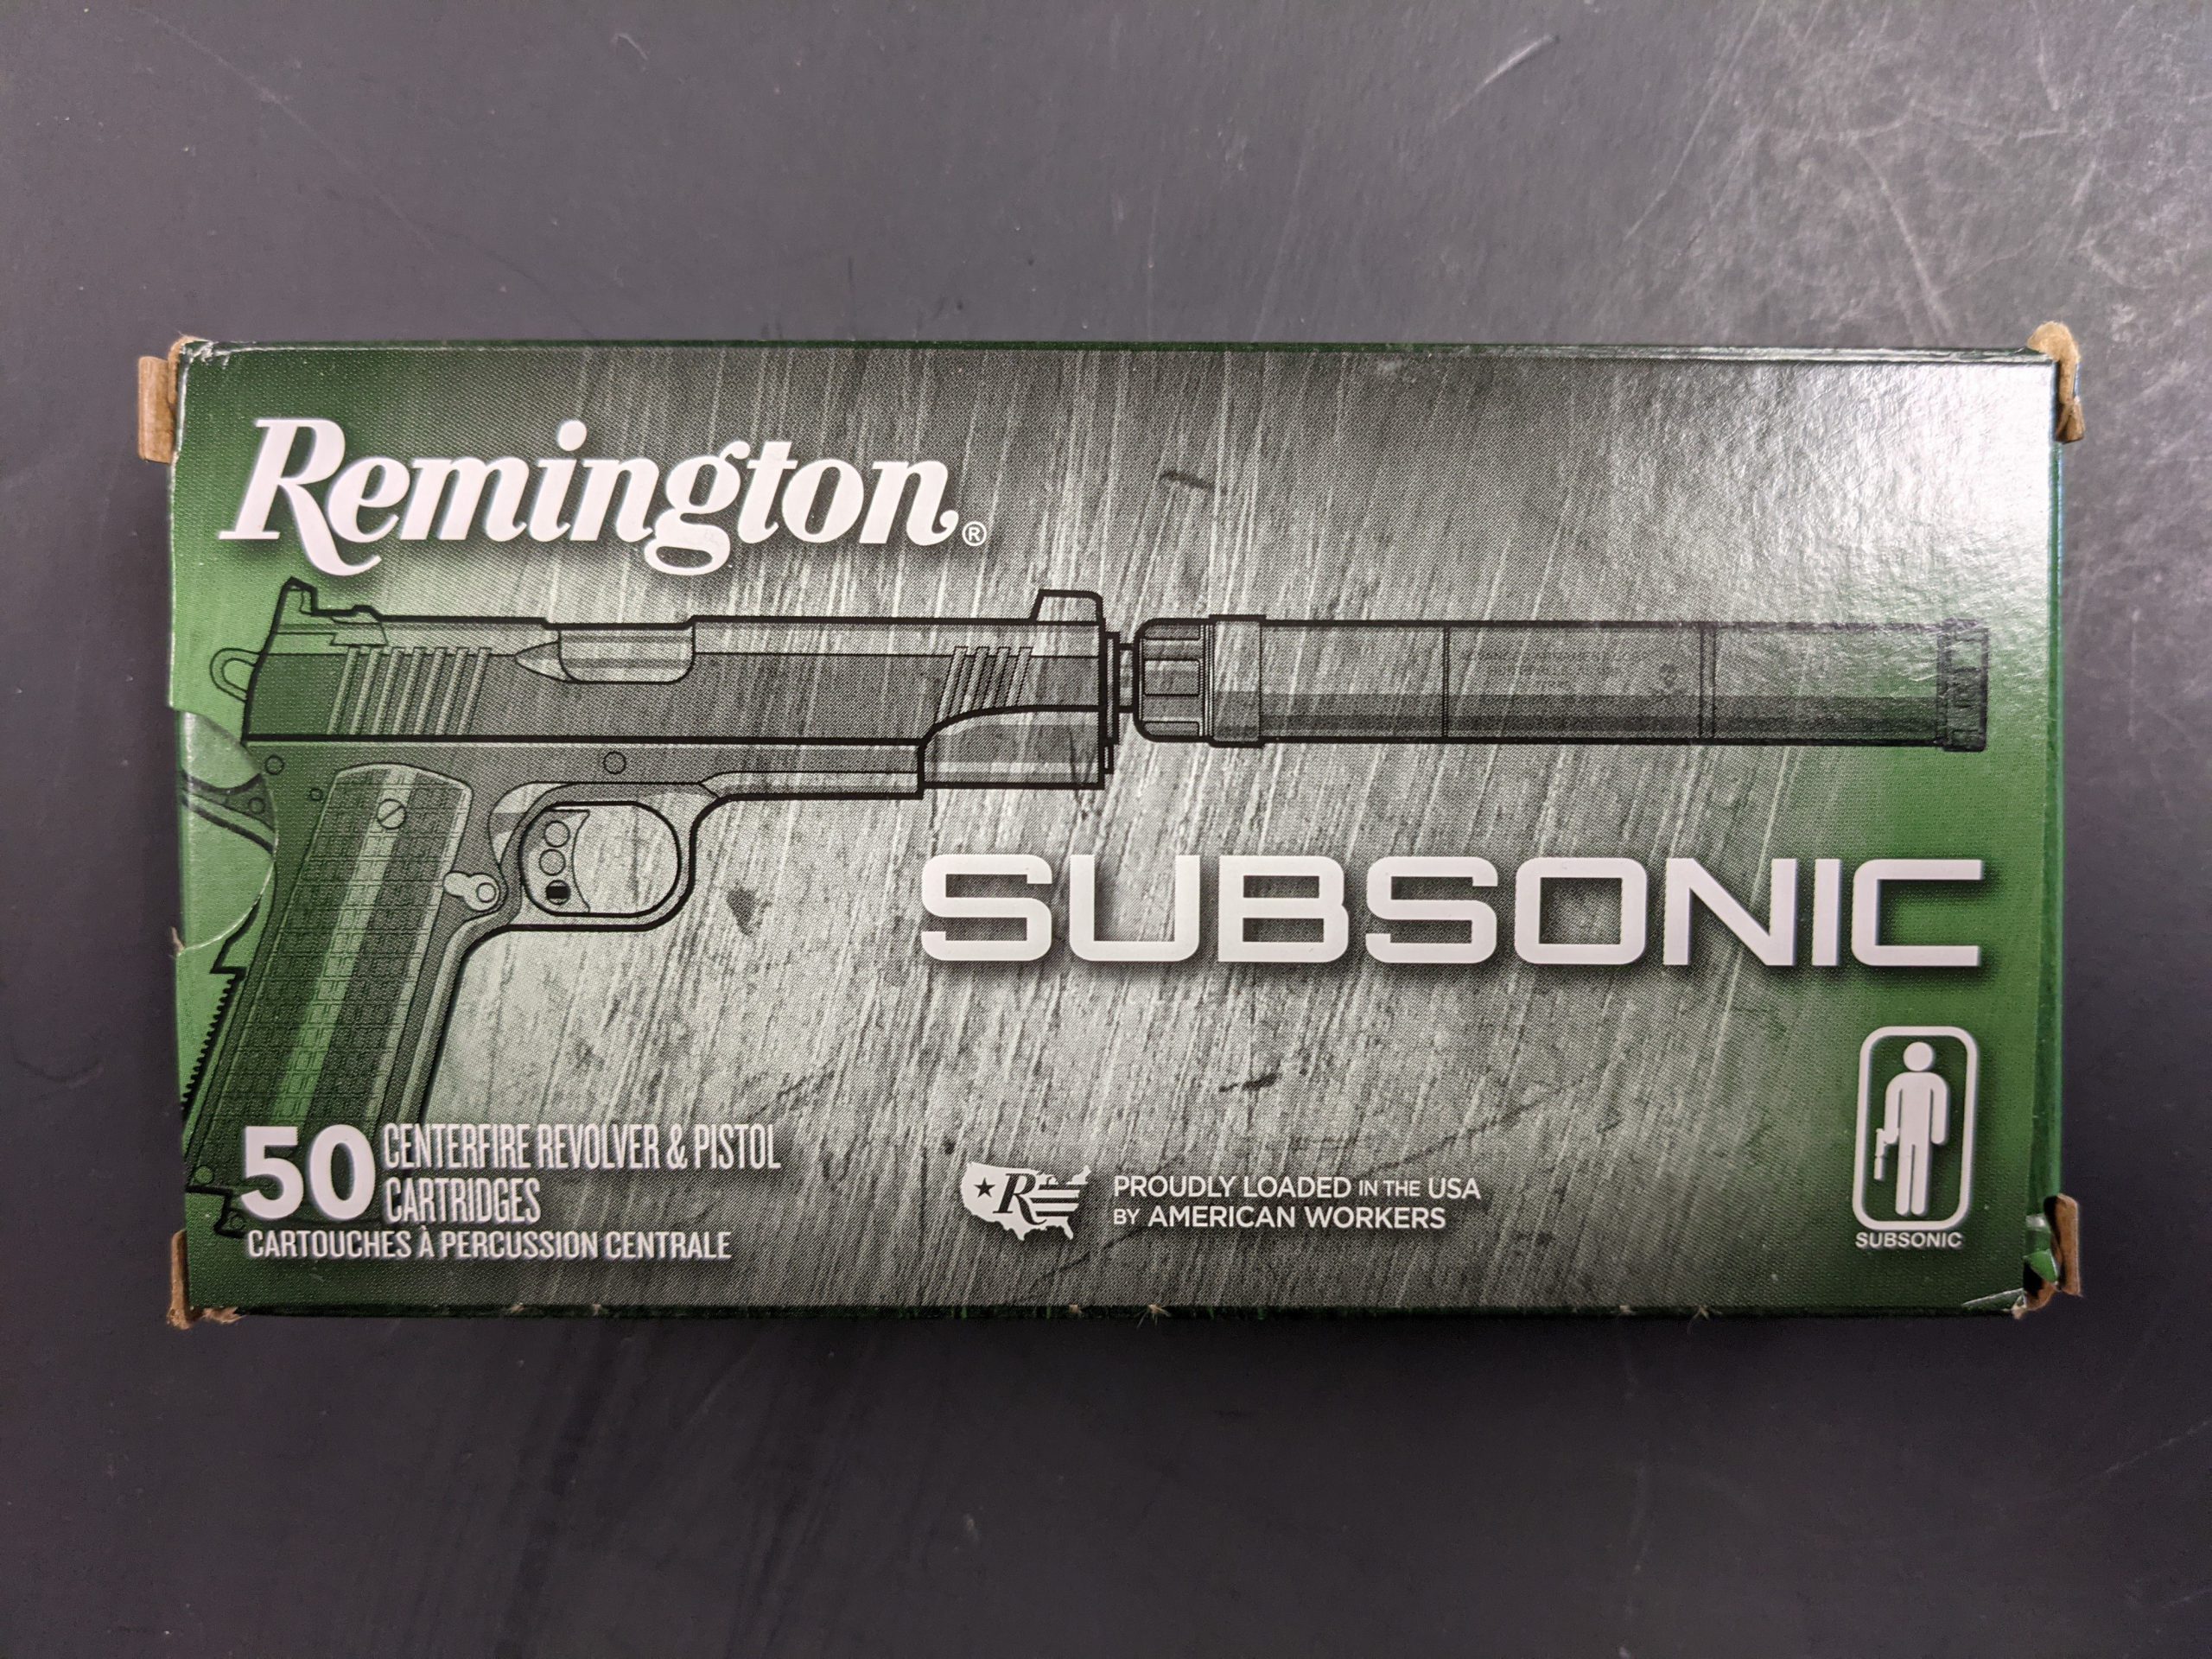 Remington®
SUBSONIC
50 CENTERFIRE REVOLVER & PISTOL
CARTRIDGES
CARTOUCHES À PERCUSSION CENTRALE
R
PROUDLY LOADED IN THE USA
BY AMERICAN WORKERS
SUBSONIC